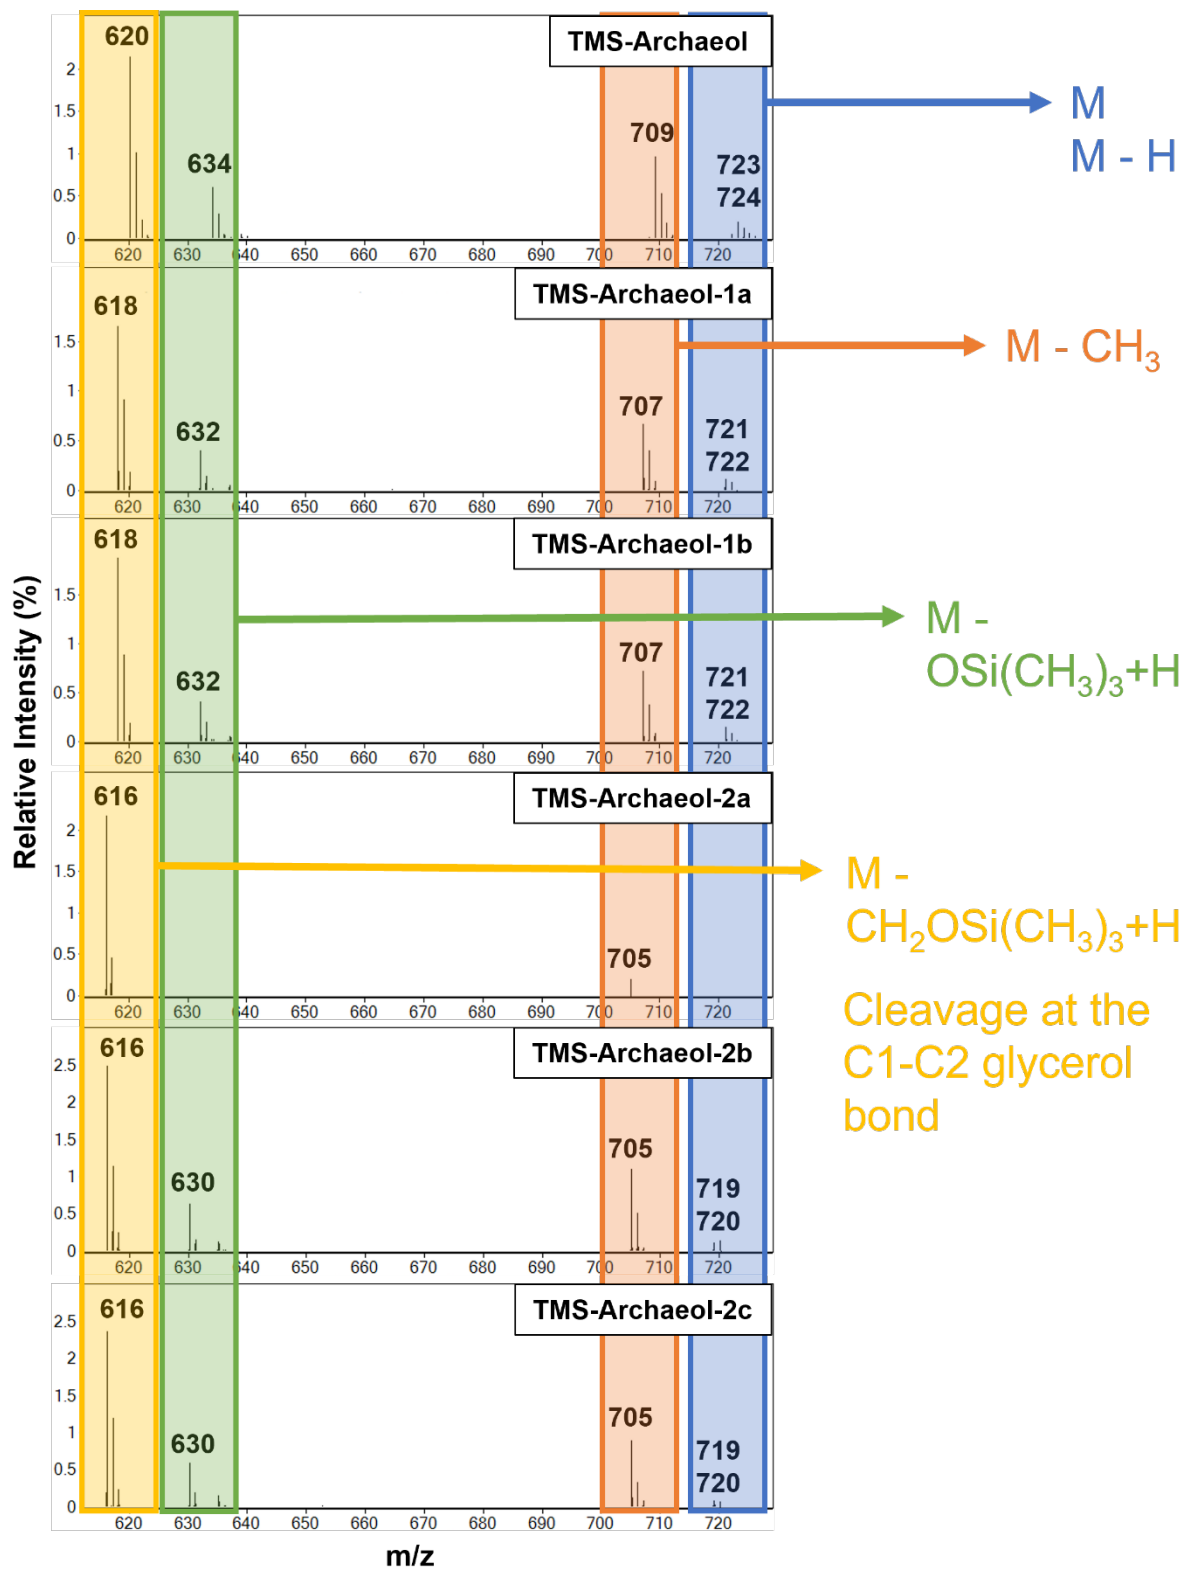 620
TMS-Archaeol
2
1.5
1
0.5
0
634
709
723
724
620 630 640 650 660 670 680 690 700 710 720
M
M - H
618
TMS-Archaeol-1a
1.5
1
0.5
0
632
707
721
722
620 630 640 650 660 670 680 690 700 710 720
M - CH₃
618
TMS-Archaeol-1b
1.5
1
0.5
0
632
707
721
722
620 630 640 650 660 670 680 690 700 710 720
M -
OSi(CH₃)₃+H
616
TMS-Archaeol-2a
2
1.5
1
0.5
0
705
620 630 640 650 660 670 680 690 700 710 720
M -
CH₂OSi(CH₃)₃+H
Cleavage at the
C1-C2 glycerol
bond
616
TMS-Archaeol-2b
2.5
2
1.5
1
0.5
0
630
705
719
720
620 630 640 650 660 670 680 690 700 710 720
616
TMS-Archaeol-2c
2.5
2
1.5
1
0.5
0
630
705
719
720
620 630 640 650 660 670 680 690 700 710 720
Relative Intensity (%)
m/z